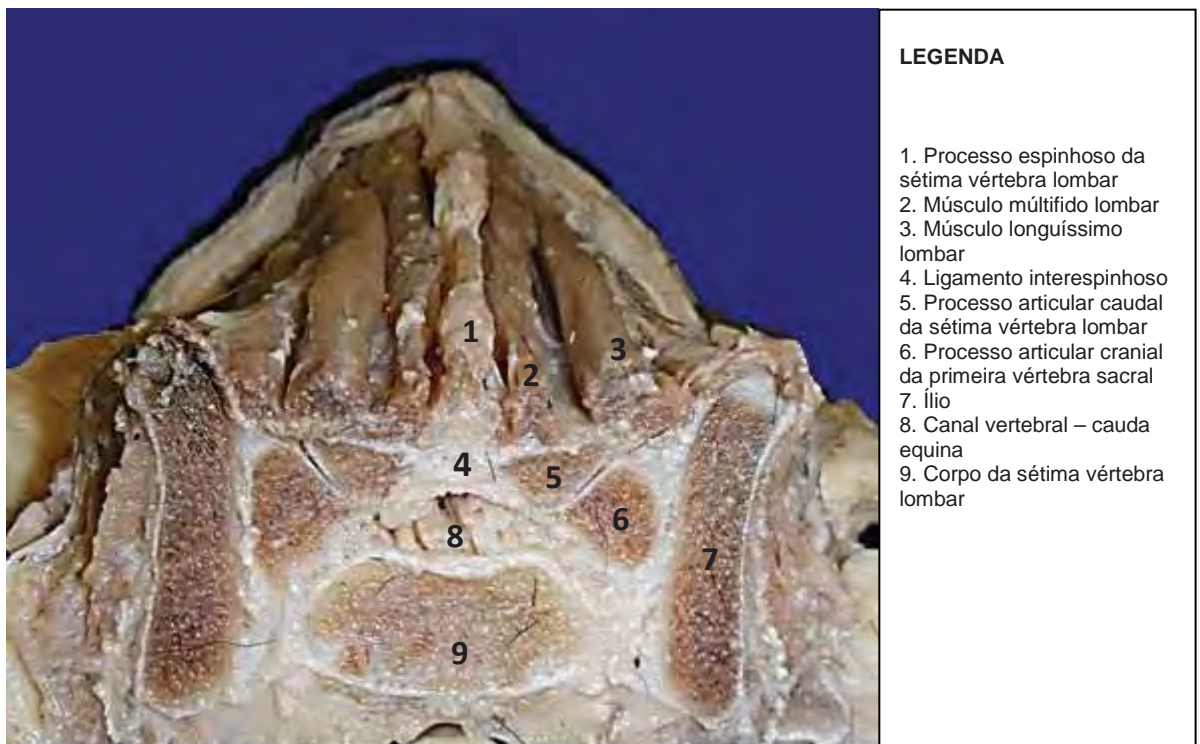 LEGENDA
1. Processo espinhoso da
sétima vértebra lombar
2. Músculo múltifido lombar
3. Músculo longuíssimo
lombar
4. Ligamento interespinhoso
5. Processo articular caudal
da sétima vértebra lombar
6. Processo articular cranial
da primeira vértebra sacral
7. Ílio
8. Canal vertebral – cauda
equina
9. Corpo da sétima vértebra
lombar
1
2
3
4
5
6
7
8
9